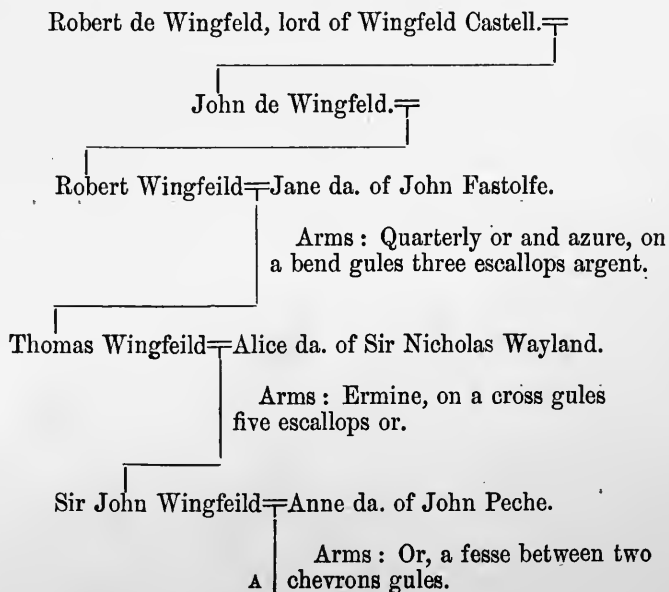 Robert de Wingfeld, lord of Wingfeld Castell.
John de Wingfeld.
Robert Wingfeild=Jane da. of John Fastolfe.
Arms : Quarterly or and azure, on
a bend gules three escallops argent.
Thomas Wingfeild=Alice da. of Sir Nicholas Wayland.
Arms : Ermine, on a cross gules
five escallops or.
Sir John Wingfeild=Anne da. of John Peche.
Arms : Or, a fesse between two
A chevrons gules.